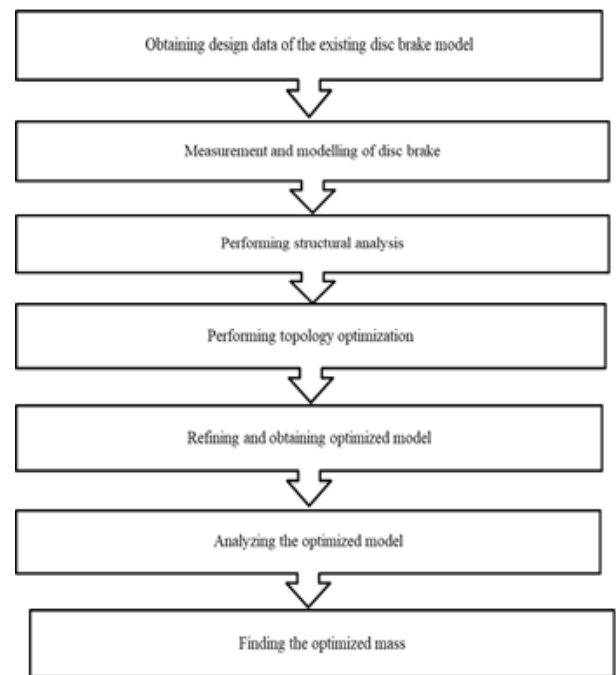 Obtaining design data of the existing disc brake model
Measurement and modelling of disc brake
Performing structural analysis
Performing topology optimization
Refining and obtaining optimized model
Analyzing the optimized model
Finding the optimized mass